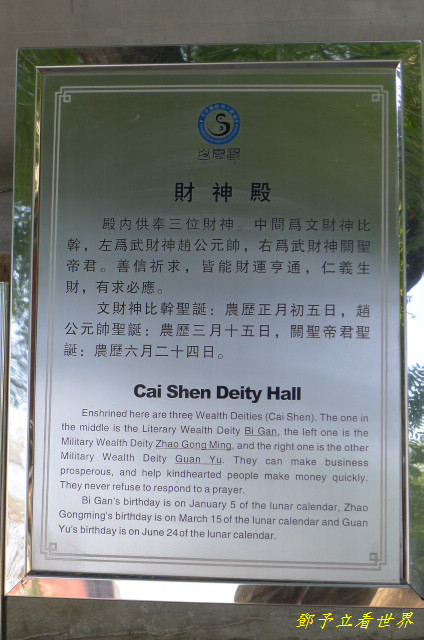 財神殿
殿内供奉三位財神。中間爲文財神比
幹，左爲武財神趙公元帥，右爲武財神關聖
帝君。善信祈求，皆能財運亨通，仁義生
財，有求必應。
文財神比幹聖誕：農歷正月初五日，趙
公元帥聖誕：農歷三月十五日，關聖帝君聖
誕：農歷六月二十四日。
Cai Shen Deity Hall
Enshrined here are three Wealth Deities (Cai Shen). The one in
the middle is the Literary Wealth Deity Bi Gan, the left one is the
Military Wealth Deity Zhao Gong Ming, and the right one is the other
Military Wealth Deity Guan Yu. They can make business
prosperous, and help kindhearted people make money quickly.
They never refuse to respond to a prayer.
Bi Gan's birthday is on January 5 of the lunar calendar, Zhao
Gongming's birthday is on March 15 of the lunar calendar and Guan
Yu's birthday is on June 24 of the lunar calendar.
鄧予立看世界